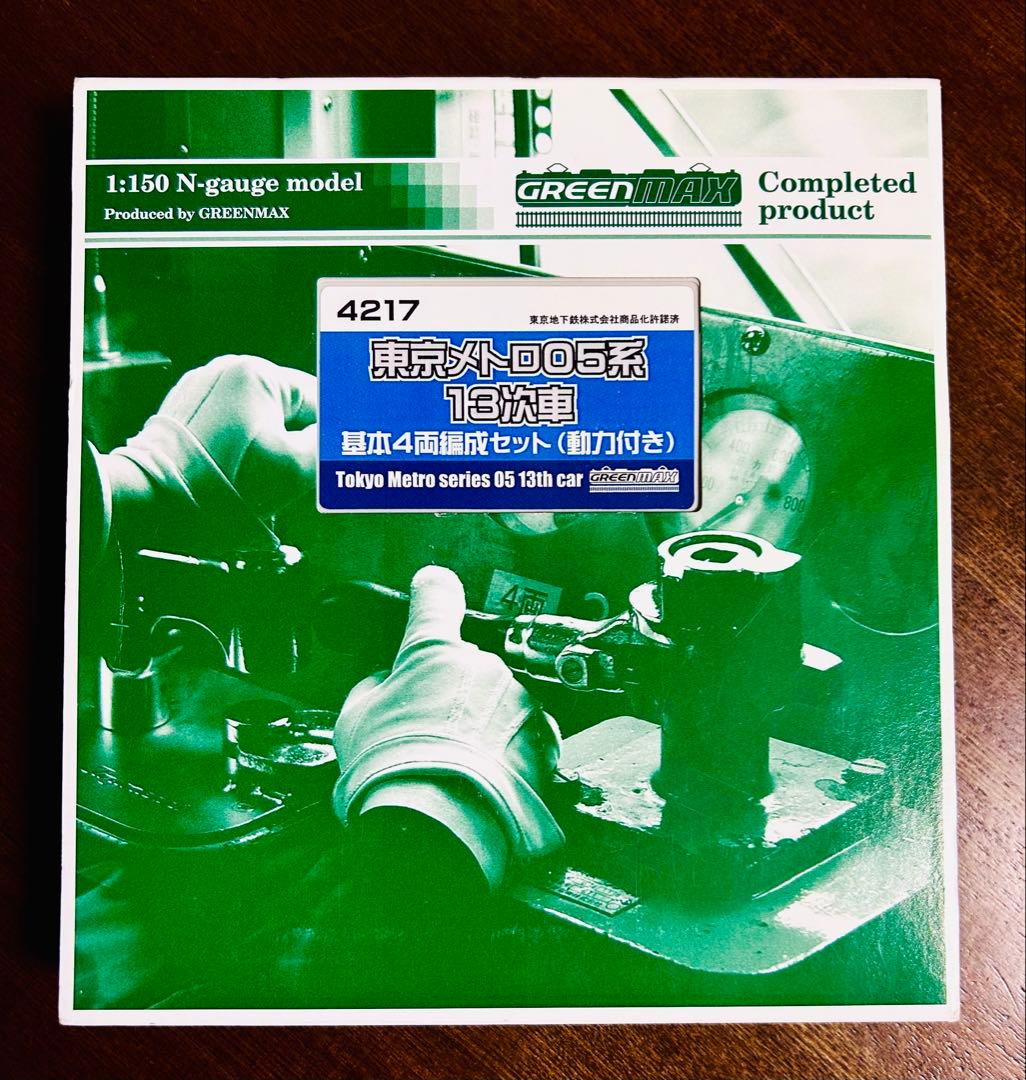 1:150 N-gauge model
Produced by GREENMAX
GREENMAX
Completed
product
4217
東京地下鉄株式会社商品化許諾済
東京メトロ05系
13次車
基本4両編成セット(動力付き)
Tokyo Metro series 05 13th car GREENMAX
4両
800